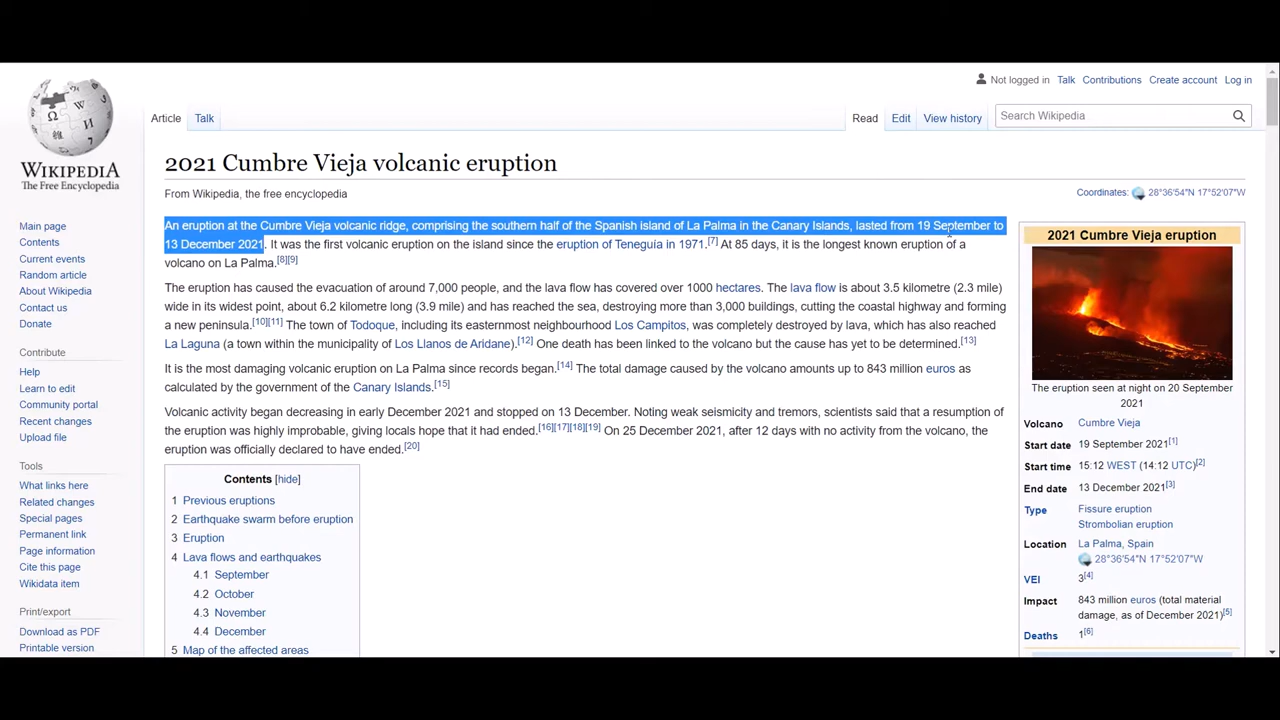 Not logged in Talk Contributions Create account Log in
Article Talk Read Edit View history Search Wikipedia
WIKIPEDIA
The Free Encyclopedia
Main page
Contents
Current events
Random article
About Wikipedia
Contact us
Donate
Contribute
Help
Learn to edit
Community portal
Recent changes
Upload file
Tools
What links here
Related changes
Special pages
Permanent link
Page information
Cite this page
Wikidata item
Print/export
Download as PDF
Printable version
2021 Cumbre Vieja volcanic eruption
From Wikipedia, the free encyclopedia
Coordinates: 28°36′54″N 17°52′07″W
An eruption at the Cumbre Vieja volcanic ridge, comprising the southern half of the Spanish island of La Palma in the Canary Islands, lasted from 19 September to
13 December 2021. It was the first volcanic eruption on the island since the eruption of Teneguía in 1971.[7] At 85 days, it is the longest known eruption of a
volcano on La Palma.[8][9]
The eruption has caused the evacuation of around 7,000 people, and the lava flow has covered over 1000 hectares. The lava flow is about 3.5 kilometre (2.3 mile)
wide in its widest point, about 6.2 kilometre long (3.9 mile) and has reached the sea, destroying more than 3,000 buildings, cutting the coastal highway and forming
a new peninsula.[10][11] The town of Todoque, including its easternmost neighbourhood Los Campitos, was completely destroyed by lava, which has also reached
La Laguna (a town within the municipality of Los Llanos de Aridane).[12] One death has been linked to the volcano but the cause has yet to be determined.[13]
It is the most damaging volcanic eruption on La Palma since records began.[14] The total damage caused by the volcano amounts up to 843 million euros as
calculated by the government of the Canary Islands.[15]
Volcanic activity began decreasing in early December 2021 and stopped on 13 December. Noting weak seismicity and tremors, scientists said that a resumption of
the eruption was highly improbable, giving locals hope that it had ended.[16][17][18][19] On 25 December 2021, after 12 days with no activity from the volcano, the
eruption was officially declared to have ended.[20]
Contents [hide]
1 Previous eruptions
2 Earthquake swarm before eruption
3 Eruption
4 Lava flows and earthquakes
4.1 September
4.2 October
4.3 November
4.4 December
5 Map of the affected areas
2021 Cumbre Vieja eruption
The eruption seen at night on 20 September
2021
Volcano Cumbre Vieja
Start date 19 September 2021[1]
Start time 15:12 WEST (14:12 UTC)[2]
End date 13 December 2021[3]
Type Fissure eruption
Strombolian eruption
Location La Palma, Spain
28°36′54″N 17°52′07″W
VEI 3[4]
Impact 843 million euros (total material
damage, as of December 2021)[5]
Deaths 1[6]